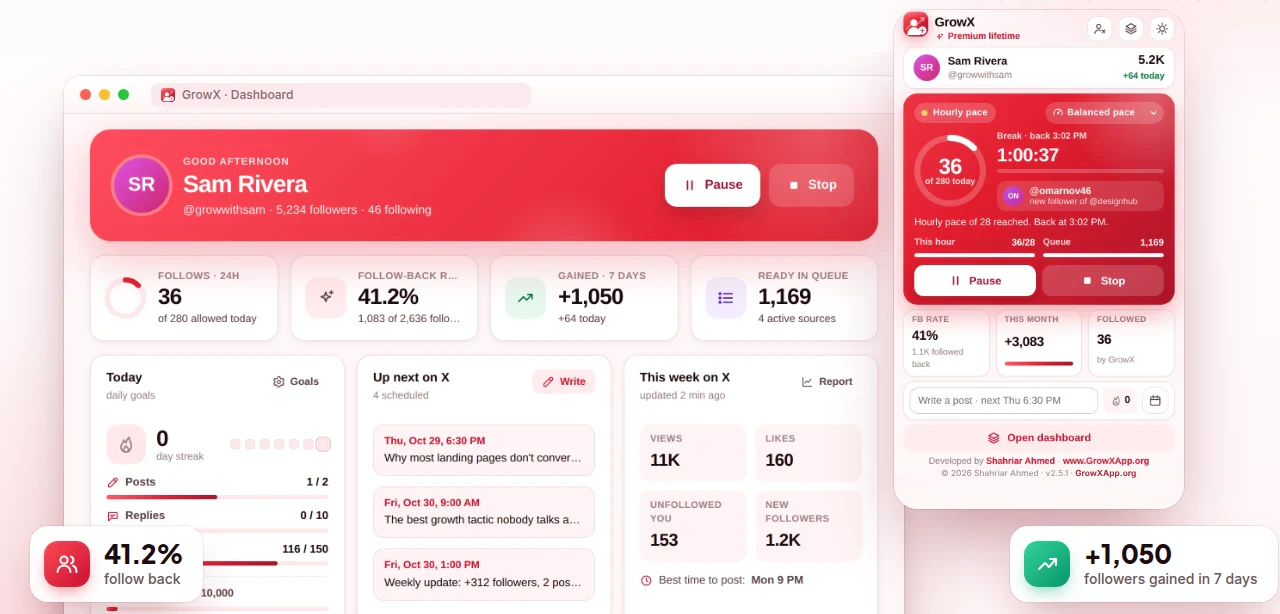 GrowX · Dashboard
SR
GOOD AFTERNOON
Sam Rivera
@growwithsam · 5,234 followers · 46 following
Pause
Stop
FOLLOWS · 24H
36
of 280 allowed today
FOLLOW-BACK R...
41.2%
1,083 of 2,636 follo...
GAINED · 7 DAYS
+1,050
+64 today
READY IN QUEUE
1,169
4 active sources
Today
daily goals
Goals
0
day streak
Posts 1 / 2
Replies 0 / 10
116 / 150
10,000
Up next on X
4 scheduled
Write
Thu, Oct 29, 6:30 PM
Why most landing pages don't conver...
Fri, Oct 30, 9:00 AM
The best growth tactic nobody talks a...
Fri, Oct 30, 1:00 PM
Weekly update: +312 followers, 2 pos...
This week on X
updated 2 min ago
Report
VIEWS
11K
LIKES
160
UNFOLLOWED
YOU
153
NEW
FOLLOWERS
1.2K
Best time to post: Mon 9 PM
41.2%
follow back
GrowX
Premium lifetime
SR
Sam Rivera
@growwithsam
5.2K
+64 today
Hourly pace
Balanced pace
36
of 280 today
Break · back 3:02 PM
1:00:37
ON
@omarnov46
new follower of @designhub
Hourly pace of 28 reached. Back at 3:02 PM.
This hour 36/28
Queue 1,169
Pause
Stop
FB RATE
41%
1.1K followed
back
THIS MONTH
+3,083
FOLLOWED
36
by GrowX
Write a post · next Thu 6:30 PM
0
Open dashboard
Developed by Shahriar Ahmed · www.GrowXApp.org
© 2026 Shahriar Ahmed · v2.5.1 · GrowXApp.org
+1,050
followers gained in 7 days